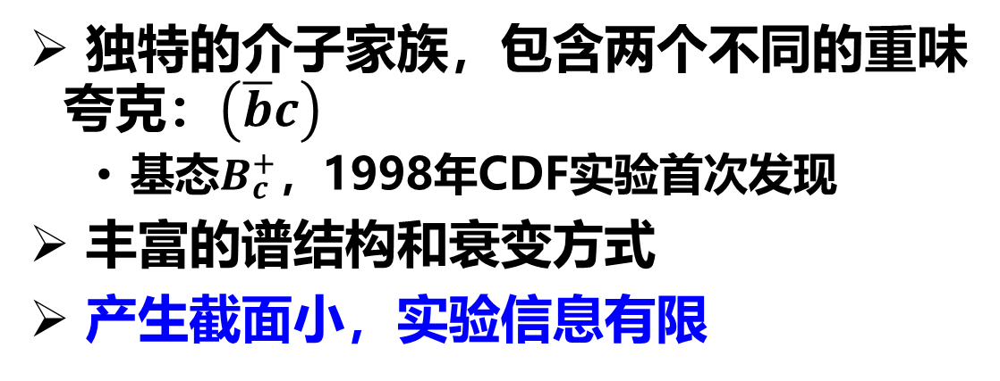 ➢ 独特的介子家族，包含两个不同的重味
夸克：(b̅c)
• 基态B_c^+，1998年CDF实验首次发现
➢ 丰富的谱结构和衰变方式
➢ 产生截面小，实验信息有限